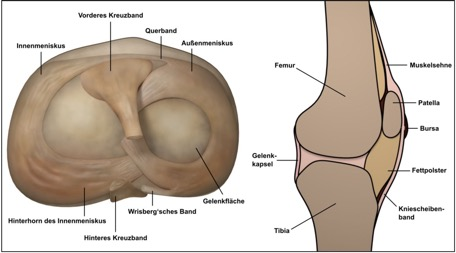 Vorderes Kreuzband
Querband
Innenmeniskus
Außenmeniskus
Hinterhorn des Innenmeniskus
Hinteres Kreuzband
Wrisberg'sches Band
Gelenkfläche
Femur
Muskelsehne
Patella
Bursa
Gelenk-
kapsel
Fettpolster
Kniescheiben-
band
Tibia